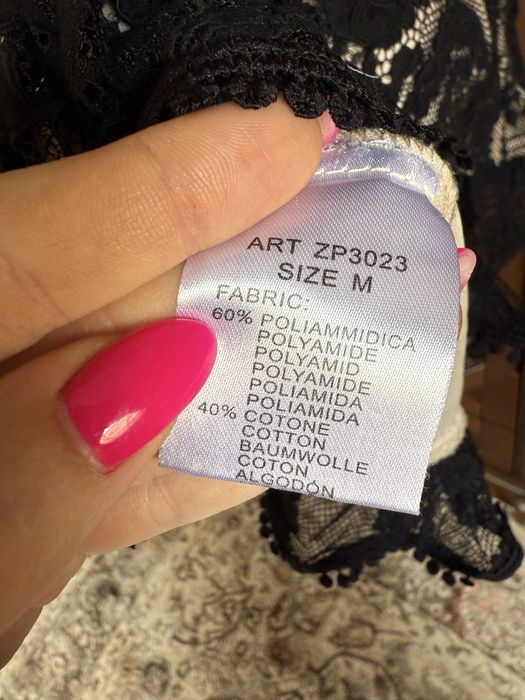 ART ZP3023
SIZE M
FABRIC:
60% POLIAMMIDICA
POLYAMIDE
POLYAMID
POLYAMIDE
POLIAMIDA
POLIAMIDA
40% COTONE
COTTON
BAUMWOLLE
COTON
ALGODÓN